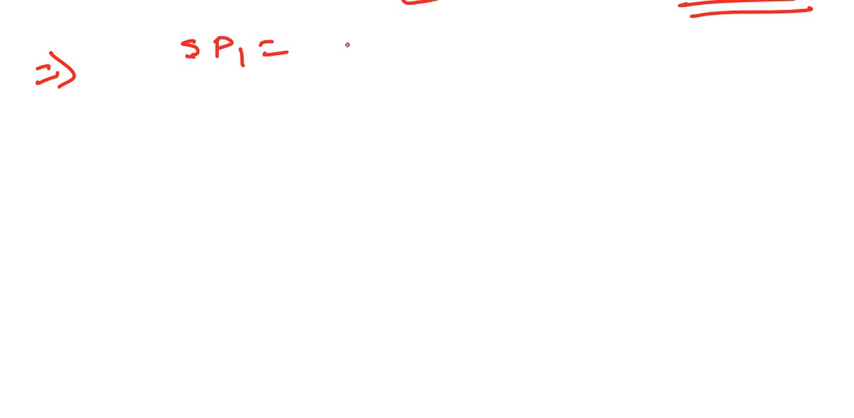 ⇒ SP₁ =